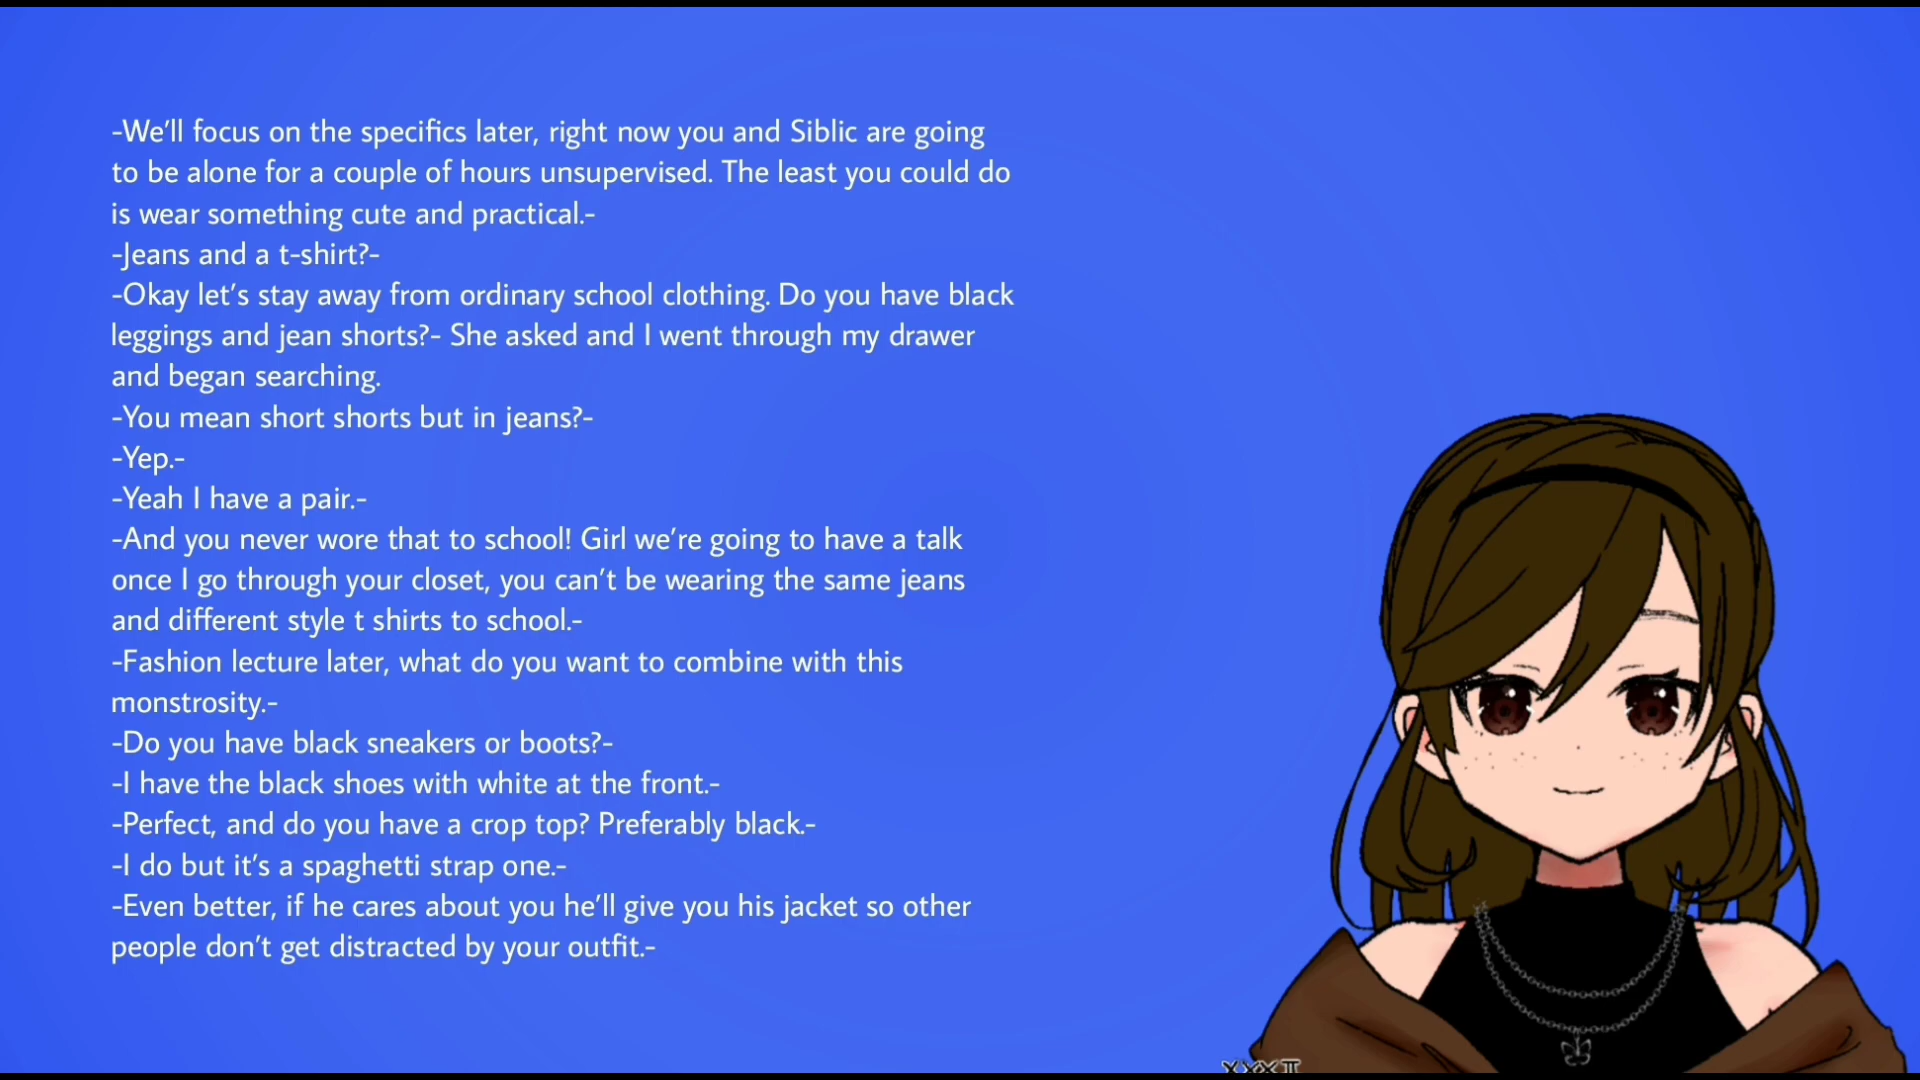 -We'll focus on the specifics later, right now you and Siblic are going
to be alone for a couple of hours unsupervised. The least you could do
is wear something cute and practical.-
-Jeans and a t-shirt?-
-Okay let's stay away from ordinary school clothing. Do you have black
leggings and jean shorts?- She asked and I went through my drawer
and began searching.
-You mean short shorts but in jeans?-
-Yep.-
-Yeah I have a pair.-
-And you never wore that to school! Girl we're going to have a talk
once I go through your closet, you can't be wearing the same jeans
and different style t shirts to school.-
-Fashion lecture later, what do you want to combine with this
monstrosity.-
-Do you have black sneakers or boots?-
-I have the black shoes with white at the front.-
-Perfect, and do you have a crop top? Preferably black.-
-I do but it's a spaghetti strap one.-
-Even better, if he cares about you he'll give you his jacket so other
people don't get distracted by your outfit.-